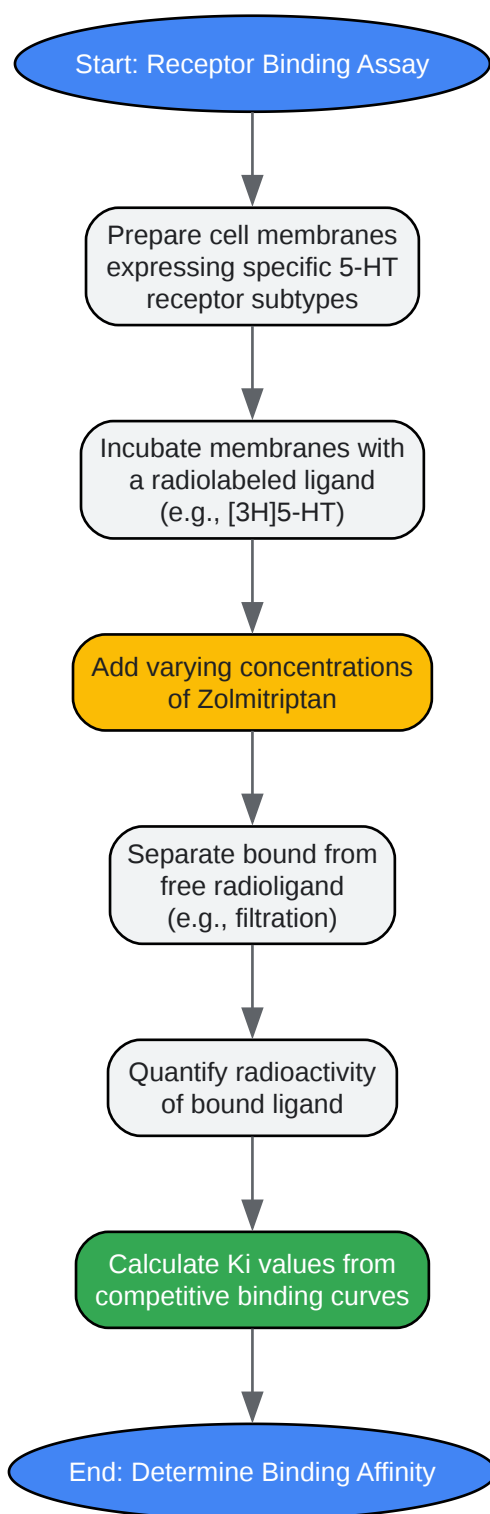 Start: Receptor Binding Assay
Prepare cell membranes
expressing specific 5-HT
receptor subtypes
Incubate membranes with
a radiolabeled ligand
(e.g., [3H]5-HT)
Add varying concentrations
of Zolmitriptan
Separate bound from
free radioligand
(e.g., filtration)
Quantify radioactivity
of bound ligand
Calculate Ki values from
competitive binding curves
End: Determine Binding Affinity